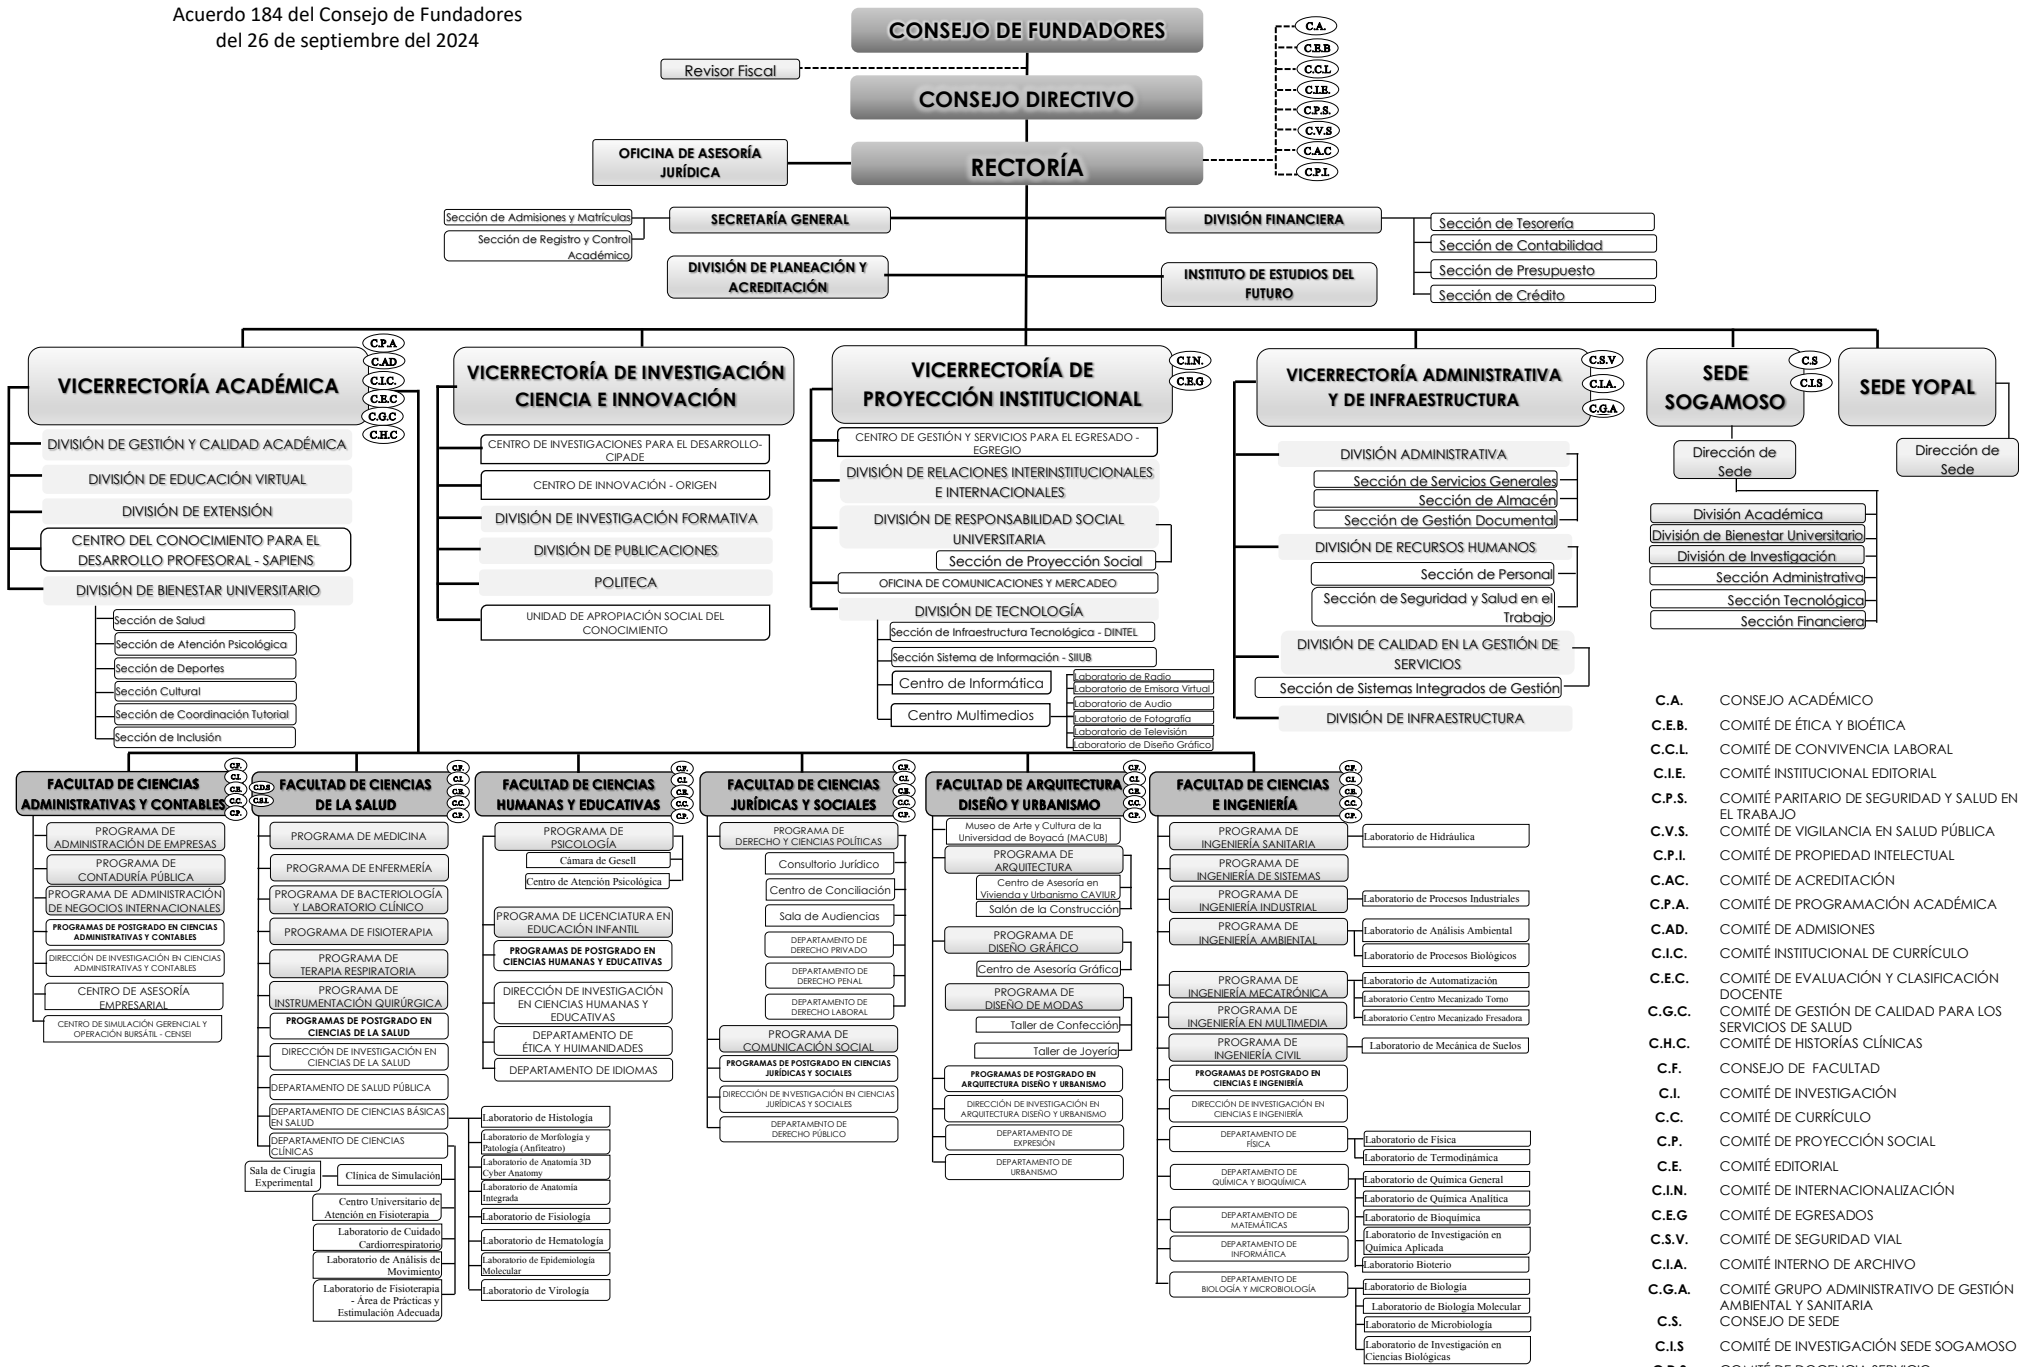 Acuerdo 184 del Consejo de Fundadores
del 26 de septiembre del 2024
CONSEJO DE FUNDADORES
Revisor Fiscal
CONSEJO DIRECTIVO
OFICINA DE ASESORÍA
JURÍDICA
RECTORÍA
C.A.
C.E.B
C.C.L
C.I.E.
C.P.S.
C.V.S
C.A.C
C.P.I.
SECRETARÍA GENERAL
Sección de Admisiones y Matrículas
Sección de Registro y Control
Académico
DIVISIÓN DE PLANEACIÓN Y
ACREDITACIÓN
DIVISIÓN FINANCIERA
Sección de Tesorería
Sección de Contabilidad
Sección de Presupuesto
Sección de Crédito
INSTITUTO DE ESTUDIOS DEL
FUTURO
VICERRECTORÍA ACADÉMICA
C.P.A
C.AD
C.I.C.
C.E.C
C.G.C
C.H.C
DIVISIÓN DE GESTIÓN Y CALIDAD ACADÉMICA
DIVISIÓN DE EDUCACIÓN VIRTUAL
DIVISIÓN DE EXTENSIÓN
CENTRO DEL CONOCIMIENTO PARA EL
DESARROLLO PROFESORAL - SAPIENS
DIVISIÓN DE BIENESTAR UNIVERSITARIO
Sección de Salud
Sección de Atención Psicológica
Sección de Deportes
Sección Cultural
Sección de Coordinación Tutorial
Sección de Inclusión
VICERRECTORÍA DE INVESTIGACIÓN
CIENCIA E INNOVACIÓN
CENTRO DE INVESTIGACIONES PARA EL DESARROLLO-
CIPADE
CENTRO DE INNOVACIÓN - ORIGEN
DIVISIÓN DE INVESTIGACIÓN FORMATIVA
DIVISIÓN DE PUBLICACIONES
POLITECA
UNIDAD DE APROPIACIÓN SOCIAL DEL
CONOCIMIENTO
VICERRECTORÍA DE
PROYECCIÓN INSTITUCIONAL
C.I.N.
C.E.G
CENTRO DE GESTIÓN Y SERVICIOS PARA EL EGRESADO -
EGREGIO
DIVISIÓN DE RELACIONES INTERINSTITUCIONALES
E INTERNACIONALES
DIVISIÓN DE RESPONSABILIDAD SOCIAL
UNIVERSITARIA
Sección de Proyección Social
OFICINA DE COMUNICACIONES Y MERCADEO
DIVISIÓN DE TECNOLOGÍA
Sección de Infraestructura Tecnológica - DINTEL
Sección Sistema de Información - SIIUB
Centro de Informática
Centro Multimedios
Laboratorio de Radio
Laboratorio de Emisora Virtual
Laboratorio de Audio
Laboratorio de Fotografía
Laboratorio de Televisión
Laboratorio de Diseño Gráfico
VICERRECTORÍA ADMINISTRATIVA
Y DE INFRAESTRUCTURA
C.S.V
C.I.A.
C.G.A
DIVISIÓN ADMINISTRATIVA
Sección de Servicios Generales
Sección de Almacén
Sección de Gestión Documental
DIVISIÓN DE RECURSOS HUMANOS
Sección de Personal
Sección de Seguridad y Salud en el
Trabajo
DIVISIÓN DE CALIDAD EN LA GESTIÓN DE
SERVICIOS
Sección de Sistemas Integrados de Gestión
DIVISIÓN DE INFRAESTRUCTURA
SEDE
SOGAMOSO
C.S
C.I.S
Dirección de
Sede
División Académica
División de Bienestar Universitario
División de Investigación
Sección Administrativa
Sección Tecnológica
Sección Financiera
SEDE YOPAL
Dirección de
Sede
FACULTAD DE CIENCIAS
ADMINISTRATIVAS Y CONTABLES
C.F.
C.I.
C.E.
C.C.
C.P.
PROGRAMA DE
ADMINISTRACIÓN DE EMPRESAS
PROGRAMA DE
CONTADURÍA PÚBLICA
PROGRAMA DE ADMINISTRACIÓN
DE NEGOCIOS INTERNACIONALES
PROGRAMAS DE POSTGRADO EN CIENCIAS
ADMINISTRATIVAS Y CONTABLES
DIRECCIÓN DE INVESTIGACIÓN EN CIENCIAS
ADMINISTRATIVAS Y CONTABLES
CENTRO DE ASESORÍA
EMPRESARIAL
CENTRO DE SIMULACIÓN GERENCIAL Y
OPERACIÓN BURSÁTIL - CENSEI
C.D.S
C.S.I.
FACULTAD DE CIENCIAS
DE LA SALUD
C.F.
C.I.
C.E.
C.C.
C.P.
PROGRAMA DE MEDICINA
PROGRAMA DE ENFERMERÍA
PROGRAMA DE BACTERIOLOGÍA
Y LABORATORIO CLÍNICO
PROGRAMA DE FISIOTERAPIA
PROGRAMA DE
TERAPIA RESPIRATORIA
PROGRAMA DE
INSTRUMENTACIÓN QUIRÚRGICA
PROGRAMAS DE POSTGRADO EN
CIENCIAS DE LA SALUD
DIRECCIÓN DE INVESTIGACIÓN EN
CIENCIAS DE LA SALUD
DEPARTAMENTO DE SALUD PÚBLICA
DEPARTAMENTO DE CIENCIAS BÁSICAS
EN SALUD
DEPARTAMENTO DE CIENCIAS
CLÍNICAS
Sala de Cirugía
Experimental
Clínica de Simulación
Centro Universitario de
Atención en Fisioterapia
Laboratorio de Cuidado
Cardiorrespiratorio
Laboratorio de Análisis de
Movimiento
Laboratorio de Fisioterapia
- Área de Prácticas y
Estimulación Adecuada
Laboratorio de Histología
Laboratorio de Morfología y
Patología (Anfiteatro)
Laboratorio de Anatomía 3D
Cyber Anatomy
Laboratorio de Anatomía
Integrada
Laboratorio de Fisiología
Laboratorio de Hematología
Laboratorio de Epidemiología
Molecular
Laboratorio de Virología
FACULTAD DE CIENCIAS
HUMANAS Y EDUCATIVAS
C.F.
C.I.
C.E.
C.C.
C.P.
PROGRAMA DE
PSICOLOGÍA
Cámara de Gesell
Centro de Atención Psicológica
PROGRAMA DE LICENCIATURA EN
EDUCACIÓN INFANTIL
PROGRAMAS DE POSTGRADO EN
CIENCIAS HUMANAS Y EDUCATIVAS
DIRECCIÓN DE INVESTIGACIÓN
EN CIENCIAS HUMANAS Y
EDUCATIVAS
DEPARTAMENTO DE
ÉTICA Y HUIMANIDADES
DEPARTAMENTO DE IDIOMAS
FACULTAD DE CIENCIAS
JURÍDICAS Y SOCIALES
C.F.
C.I.
C.E.
C.C.
C.P.
PROGRAMA DE
DERECHO Y CIENCIAS POLÍTICAS
Consultorio Jurídico
Centro de Conciliación
Sala de Audiencias
DEPARTAMENTO DE
DERECHO PRIVADO
DEPARTAMENTO DE
DERECHO PENAL
DEPARTAMENTO DE
DERECHO LABORAL
PROGRAMA DE
COMUNICACIÓN SOCIAL
PROGRAMAS DE POSTGRADO EN CIENCIAS
JURÍDICAS Y SOCIALES
DIRECCIÓN DE INVESTIGACIÓN EN CIENCIAS
JURÍDICAS Y SOCIALES
DEPARTAMENTO DE
DERECHO PÚBLICO
FACULTAD DE ARQUITECTURA
DISEÑO Y URBANISMO
C.F.
C.I.
C.E.
C.C.
C.P.
Museo de Arte y Cultura de la
Universidad de Boyacá (MACUB)
PROGRAMA DE
ARQUITECTURA
Centro de Asesoría en
Vivienda y Urbanismo CAVIUR
Salón de la Construcción
PROGRAMA DE
DISEÑO GRÁFICO
Centro de Asesoría Gráfica
PROGRAMA DE
DISEÑO DE MODAS
Taller de Confección
Taller de Joyería
PROGRAMAS DE POSTGRADO EN
ARQUITECTURA DISEÑO Y URBANISMO
DIRECCIÓN DE INVESTIGACIÓN EN
ARQUITECTURA DISEÑO Y URBANISMO
DEPARTAMENTO DE
EXPRESIÓN
DEPARTAMENTO DE
URBANISMO
FACULTAD DE CIENCIAS
E INGENIERÍA
C.F.
C.I.
C.E.
C.C.
C.P.
PROGRAMA DE
INGENIERÍA SANITARIA
Laboratorio de Hidráulica
PROGRAMA DE
INGENIERÍA DE SISTEMAS
PROGRAMA DE
INGENIERÍA INDUSTRIAL
Laboratorio de Procesos Industriales
PROGRAMA DE
INGENIERÍA AMBIENTAL
Laboratorio de Análisis Ambiental
Laboratorio de Procesos Biológicos
PROGRAMA DE
INGENIERÍA MECATRÓNICA
Laboratorio de Automatización
Laboratorio Centro Mecanizado Torno
Laboratorio Centro Mecanizado Fresadora
PROGRAMA DE
INGENIERÍA EN MULTIMEDIA
PROGRAMA DE
INGENIERÍA CIVIL
Laboratorio de Mecánica de Suelos
PROGRAMAS DE POSTGRADO EN
CIENCIAS E INGENIERÍA
DIRECCIÓN DE INVESTIGACIÓN EN
CIENCIAS E INGENIERÍA
DEPARTAMENTO DE
FÍSICA
Laboratorio de Física
Laboratorio de Termodinámica
DEPARTAMENTO DE
QUÍMICA Y BIOQUÍMICA
Laboratorio de Química General
Laboratorio de Química Analítica
Laboratorio de Bioquímica
Laboratorio de Investigación en
Química Aplicada
Laboratorio Bioterio
DEPARTAMENTO DE
MATEMÁTICAS
DEPARTAMENTO DE
INFORMÁTICA
DEPARTAMENTO DE
BIOLOGÍA Y MICROBIOLOGÍA
Laboratorio de Biología
Laboratorio de Biología Molecular
Laboratorio de Microbiología
Laboratorio de Investigación en
Ciencias Biológicas
C.A. CONSEJO ACADÉMICO
C.E.B. COMITÉ DE ÉTICA Y BIOÉTICA
C.C.L. COMITÉ DE CONVIVENCIA LABORAL
C.I.E. COMITÉ INSTITUCIONAL EDITORIAL
C.P.S. COMITÉ PARITARIO DE SEGURIDAD Y SALUD EN
EL TRABAJO
C.V.S. COMITÉ DE VIGILANCIA EN SALUD PÚBLICA
C.P.I. COMITÉ DE PROPIEDAD INTELECTUAL
C.AC. COMITÉ DE ACREDITACIÓN
C.P.A. COMITÉ DE PROGRAMACIÓN ACADÉMICA
C.AD. COMITÉ DE ADMISIONES
C.I.C. COMITÉ INSTITUCIONAL DE CURRÍCULO
C.E.C. COMITÉ DE EVALUACIÓN Y CLASIFICACIÓN
DOCENTE
C.G.C. COMITÉ DE GESTIÓN DE CALIDAD PARA LOS
SERVICIOS DE SALUD
C.H.C. COMITÉ DE HISTORÍAS CLÍNICAS
C.F. CONSEJO DE FACULTAD
C.I. COMITÉ DE INVESTIGACIÓN
C.C. COMITÉ DE CURRÍCULO
C.P. COMITÉ DE PROYECCIÓN SOCIAL
C.E. COMITÉ EDITORIAL
C.I.N. COMITÉ DE INTERNACIONALIZACIÓN
C.E.G COMITÉ DE EGRESADOS
C.S.V. COMITÉ DE SEGURIDAD VIAL
C.I.A. COMITÉ INTERNO DE ARCHIVO
C.G.A. COMITÉ GRUPO ADMINISTRATIVO DE GESTIÓN
AMBIENTAL Y SANITARIA
C.S. CONSEJO DE SEDE
C.I.S COMITÉ DE INVESTIGACIÓN SEDE SOGAMOSO